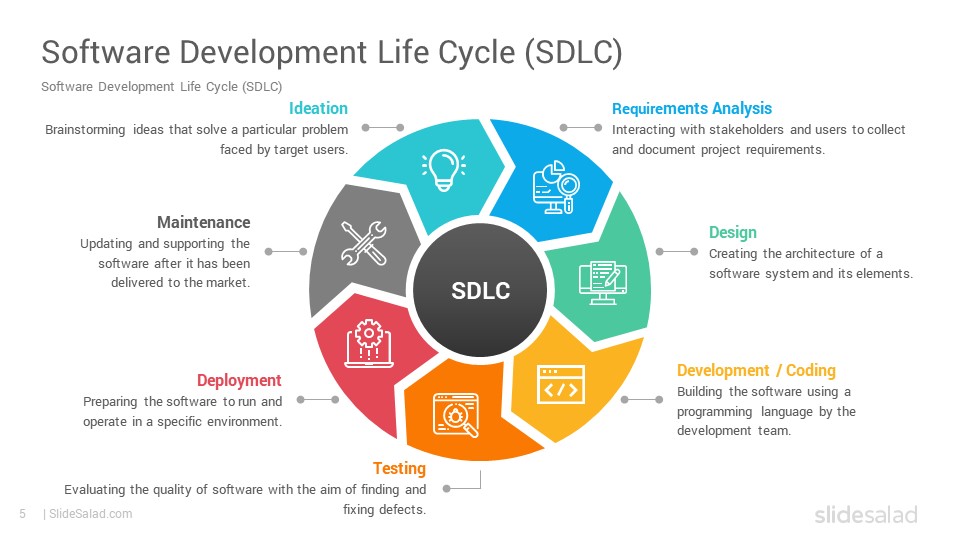 Software Development Life Cycle (SDLC)
Software Development Life Cycle (SDLC)
Ideation
Brainstorming ideas that solve a particular problem
faced by target users.
Requirements Analysis
Interacting with stakeholders and users to collect
and document project requirements.
Maintenance
Updating and supporting the
software after it has been
delivered to the market.
Design
Creating the architecture of a
software system and its elements.
SDLC
Deployment
Preparing the software to run and
operate in a specific environment.
Development / Coding
Building the software using a
programming language by the
development team.
</>
Testing
Evaluating the quality of software with the aim of finding and
fixing defects.
5 | SlideSalad.com
slidesalad